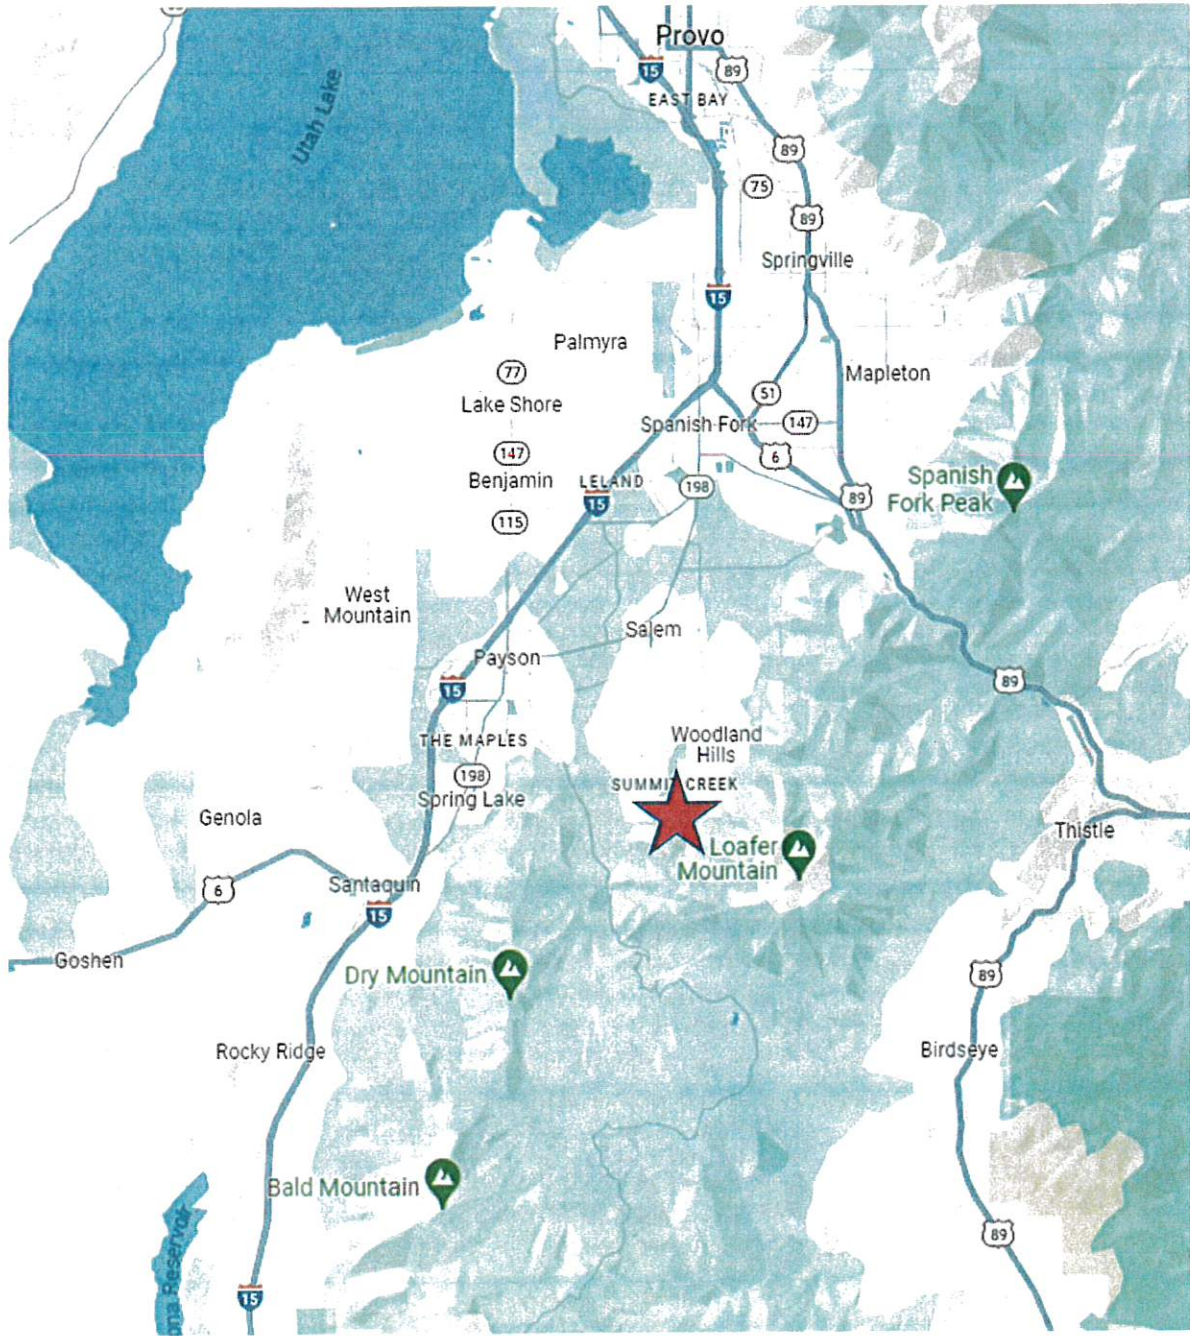 Provo
15
89
EAST BAY
Utah Lake
89
75
89
Springville
15
Palmyra
77
Mapleton
51
Lake Shore
Spanish Fork
147
147
6
Benjamin
LELAND
Spanish
Fork Peak
198
89
15
115
West
Mountain
Salem
Payson
15
89
Woodland
Hills
THE MAPLES
198
SUMMIT CREEK
Spring Lake
Genola
Thistle
Loafer
Mountain
Santaquin
6
15
Goshen
Dry Mountain
89
Rocky Ridge
Birdseye
Bald Mountain
Reservoir
89
15